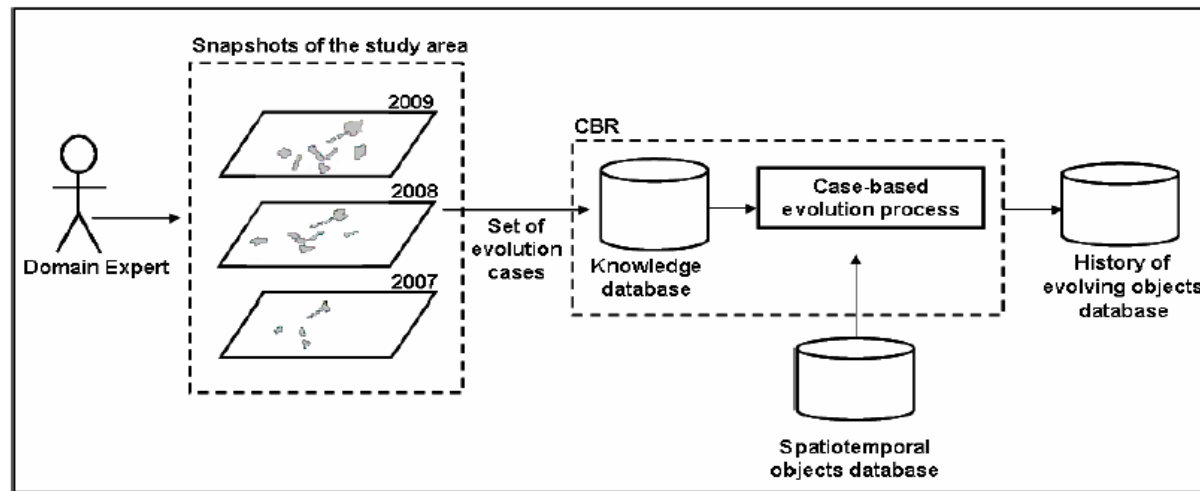 Snapshots of the study area
2009
2008
2007
Domain Expert
Set of
evolution
cases
CBR
Knowledge
database
Case-based
evolution process
Spatiotemporal
objects database
History of
evolving objects
database